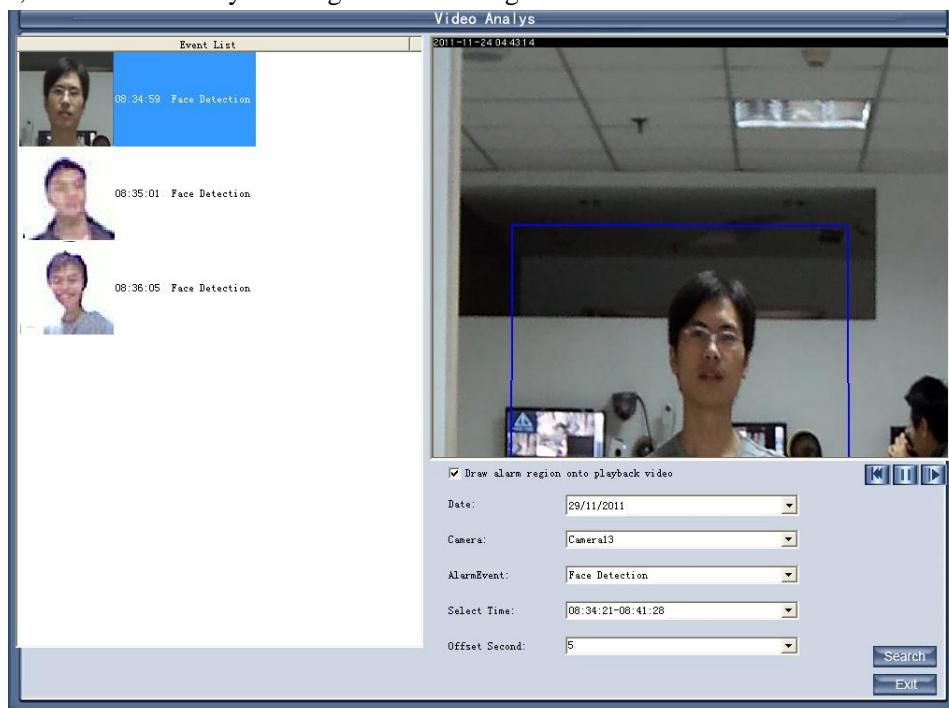 Video Analys
Event List
08:34:59 Face Detection
08:35:01 Face Detection
08:36:05 Face Detection
2011-11-24 04:43:14
Draw alarm region onto playback video
Date: 29/11/2011
Camera: Camera13
AlarmEvent: Face Detection
Select Time: 08:34:21-08:41:28
Offset Second: 5
Search
Exit